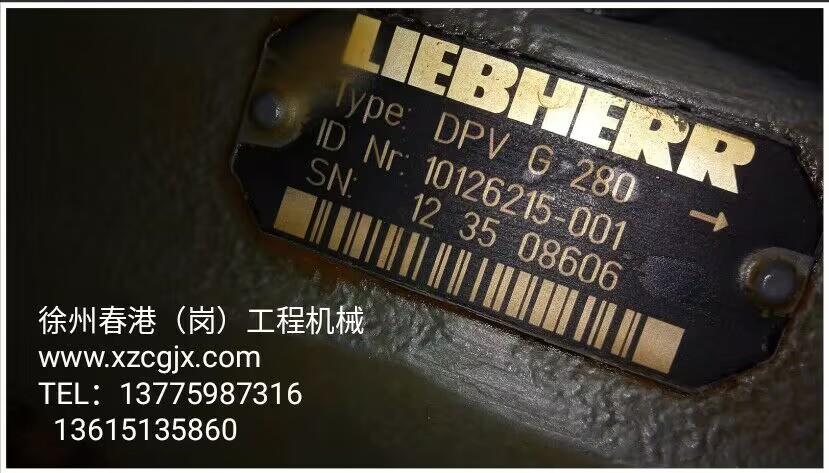 LIEBHERR
Type: DPV G 280
ID Nr: 10126215-001 →
SN: 12 35 08606
徐州春港（岗）工程机械
www.xzcgjx.com
TEL：13775987316
13615135860